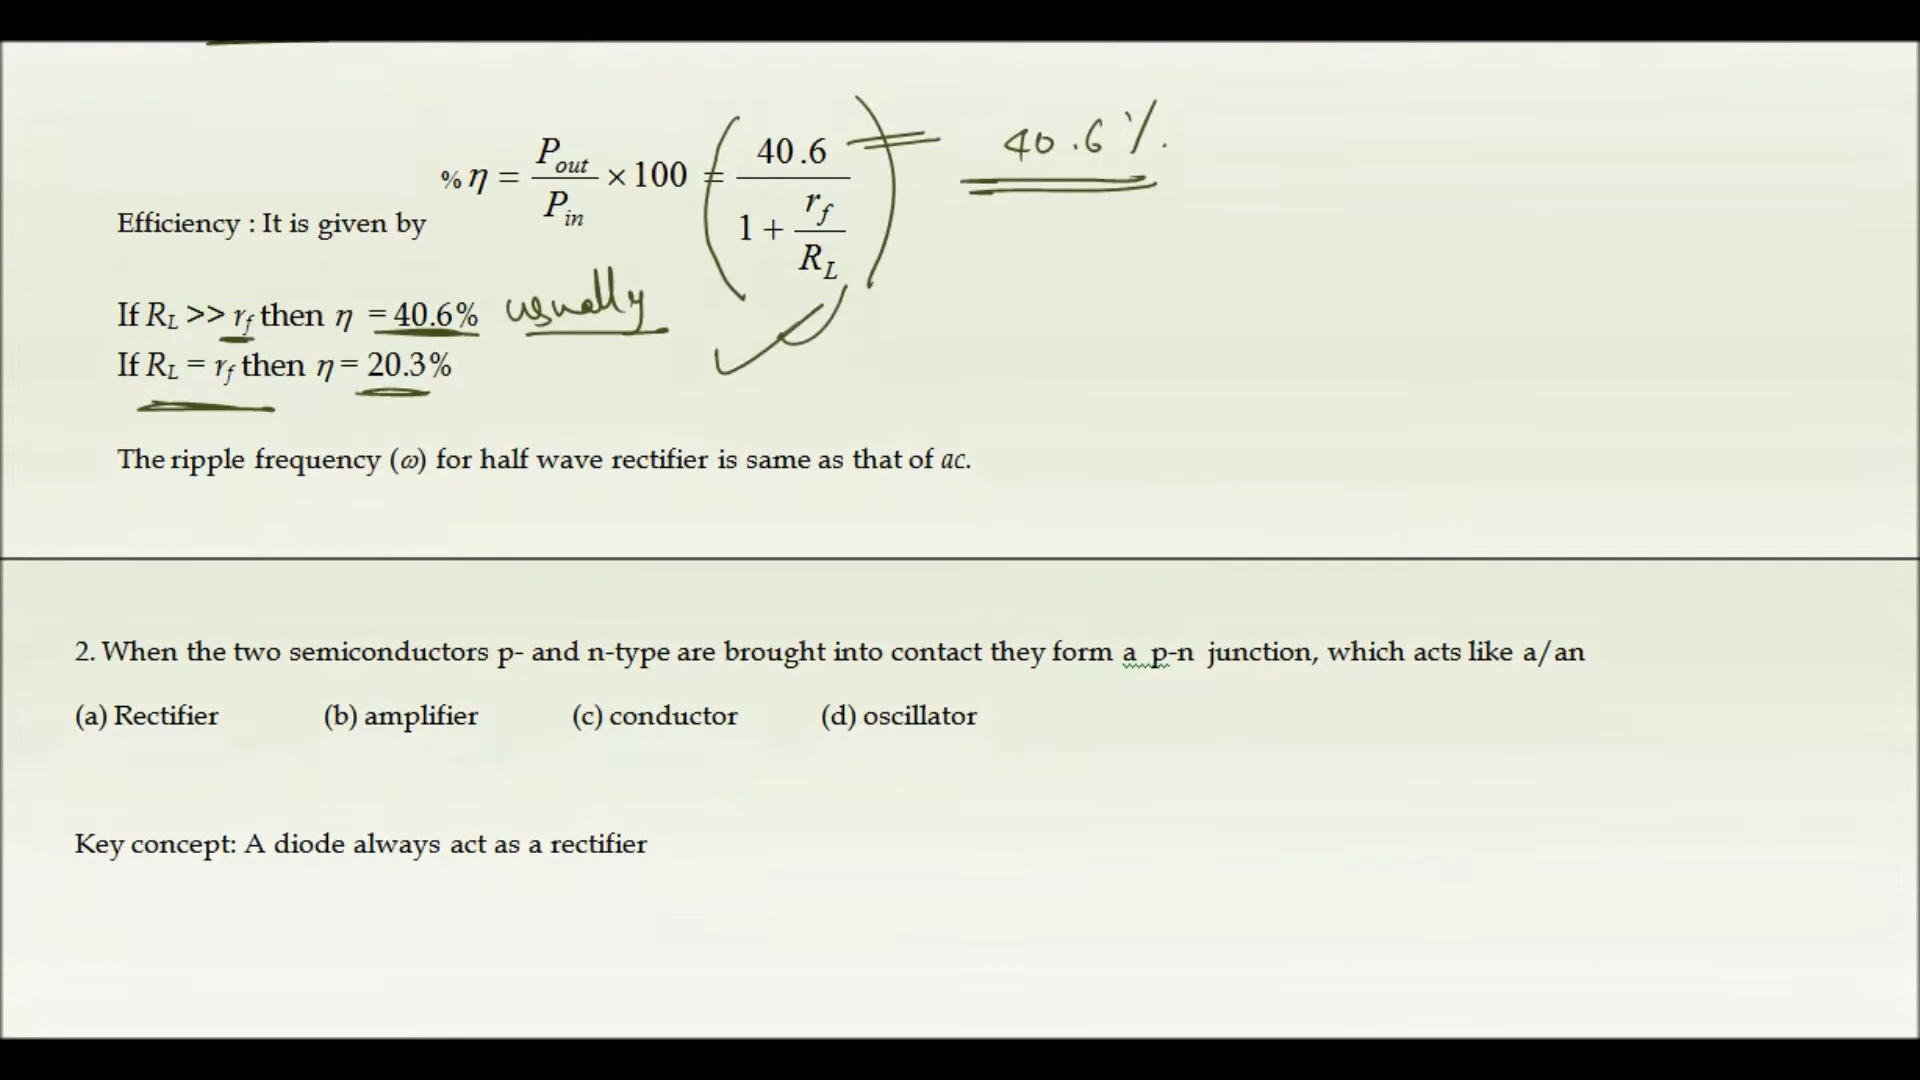 % η = P_out / P_in × 100 = ( 40.6 / (1 + r_f / R_L) ) = 40.6 %.
Efficiency : It is given by
If R_L >> r_f then η = 40.6% usually
If R_L = r_f then η = 20.3%
The ripple frequency (ω) for half wave rectifier is same as that of ac.
2. When the two semiconductors p- and n-type are brought into contact they form a p-n junction, which acts like a/an
(a) Rectifier (b) amplifier (c) conductor (d) oscillator
Key concept: A diode always act as a rectifier